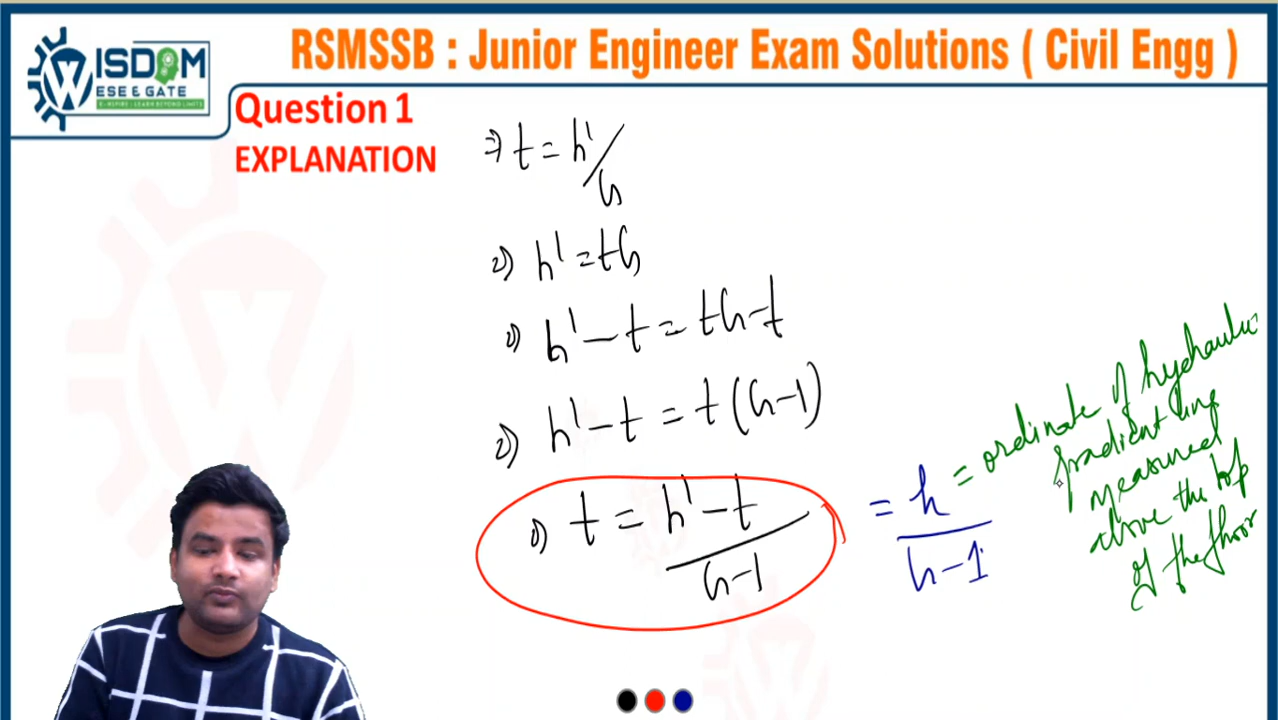 RSMSSB : Junior Engineer Exam Solutions ( Civil Engg )
WISDOM
ESE & GATE
Question 1
EXPLANATION
⇒ t = h'/G
⇒ h' = tG
⇒ h' - t = tG - t
⇒ h' - t = t(G-1)
⇒ t = h' - t / G-1 = h / G-1
= ordinate of hydraulic
gradient line
measured
above the top
of the floor